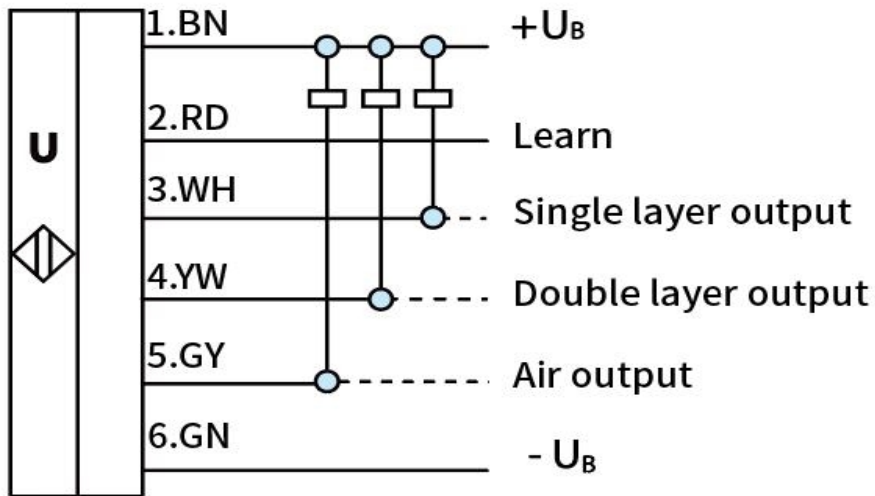 1.BN +UB
U
2.RD Learn
3.WH Single layer output
4.YW Double layer output
5.GY Air output
6.GN - UB